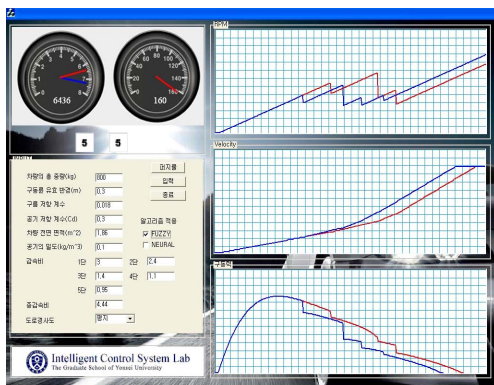 RPM
6436
160
5 5
Velocity
퍼지룰
차량의 총 중량(kg) 800
입력
구동륜 유효 반경(m) 0,3
종료
구름 저항 계수 0,018
공기 저항 계수(Cd) 0,3
알고리즘 적용
차량 전면 면적(m^2) 1,86
FUZZY
공기의 밀도(kg/m^3) 0,1
NEURAL
감속비 1단 3 2단 2,4
3단 1,4 4단 1,1
5단 0,95
종감속비 4,44
도로경사도 평지
구동력
Intelligent Control System Lab
The Graduate School of Yonsei University